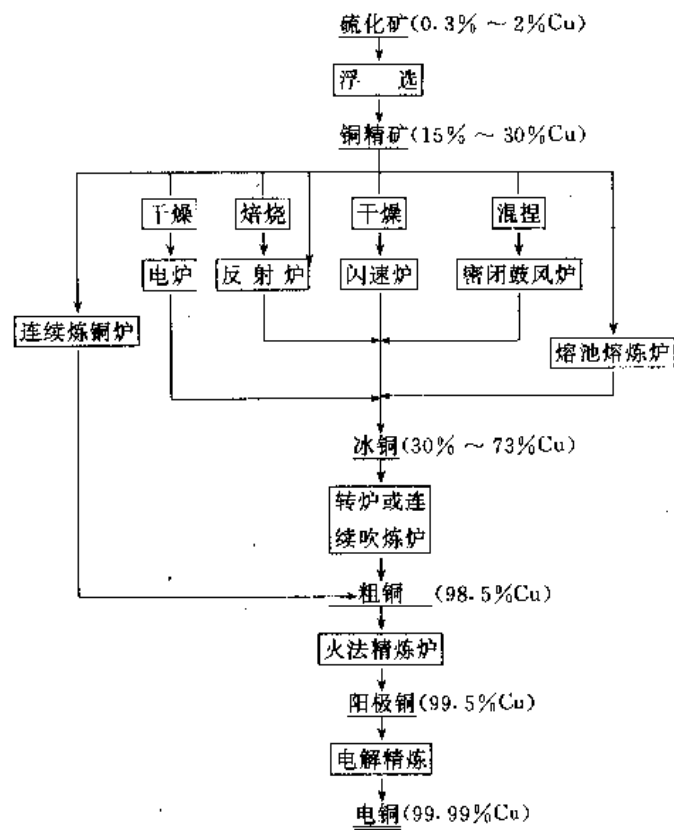 硫化矿(0.3% ~ 2%Cu)
浮 选
铜精矿(15% ~ 30%Cu)
干燥 焙烧 干燥 混捏
电炉 反射炉 闪速炉 密闭鼓风炉
连续炼铜炉
熔池熔炼炉
冰铜(30% ~ 73%Cu)
转炉或连
续吹炼炉
粗铜 (98.5%Cu)
火法精炼炉
阳极铜(99.5%Cu)
电解精炼
电铜(99.99%Cu)